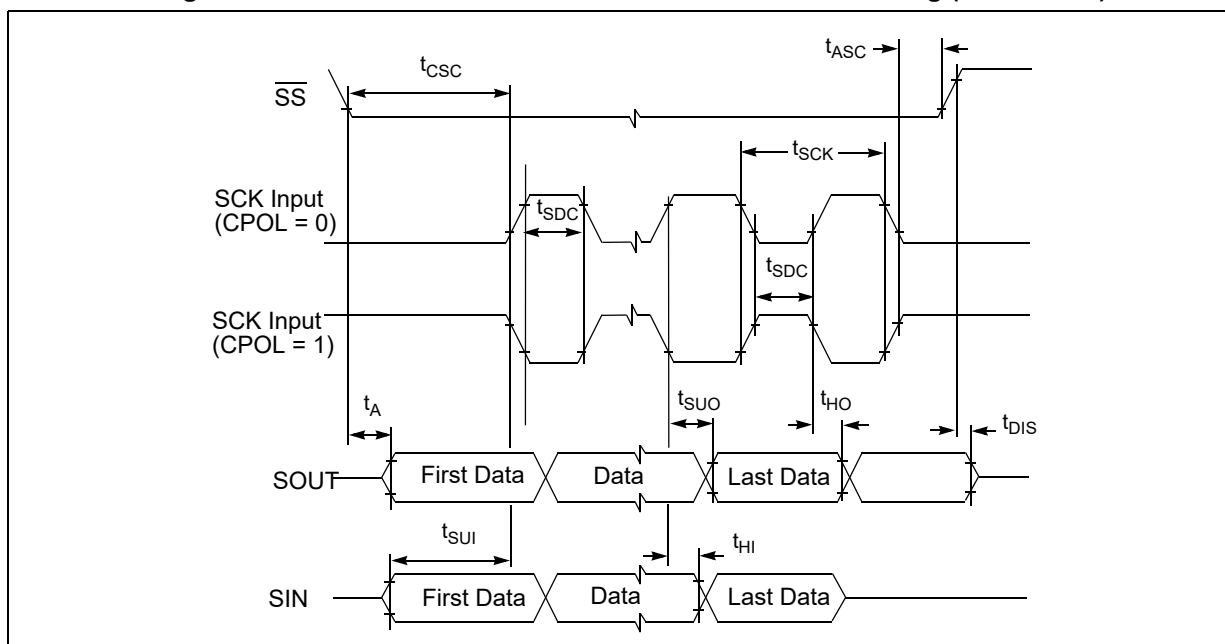 tASC
tCSC
SS
tSCK
SCK Input
(CPOL = 0)
tSDC
tSDC
SCK Input
(CPOL = 1)
tA
tSUO
tHO
tDIS
SOUT
First Data
Data
Last Data
tSUI
tHI
SIN
First Data
Data
Last Data